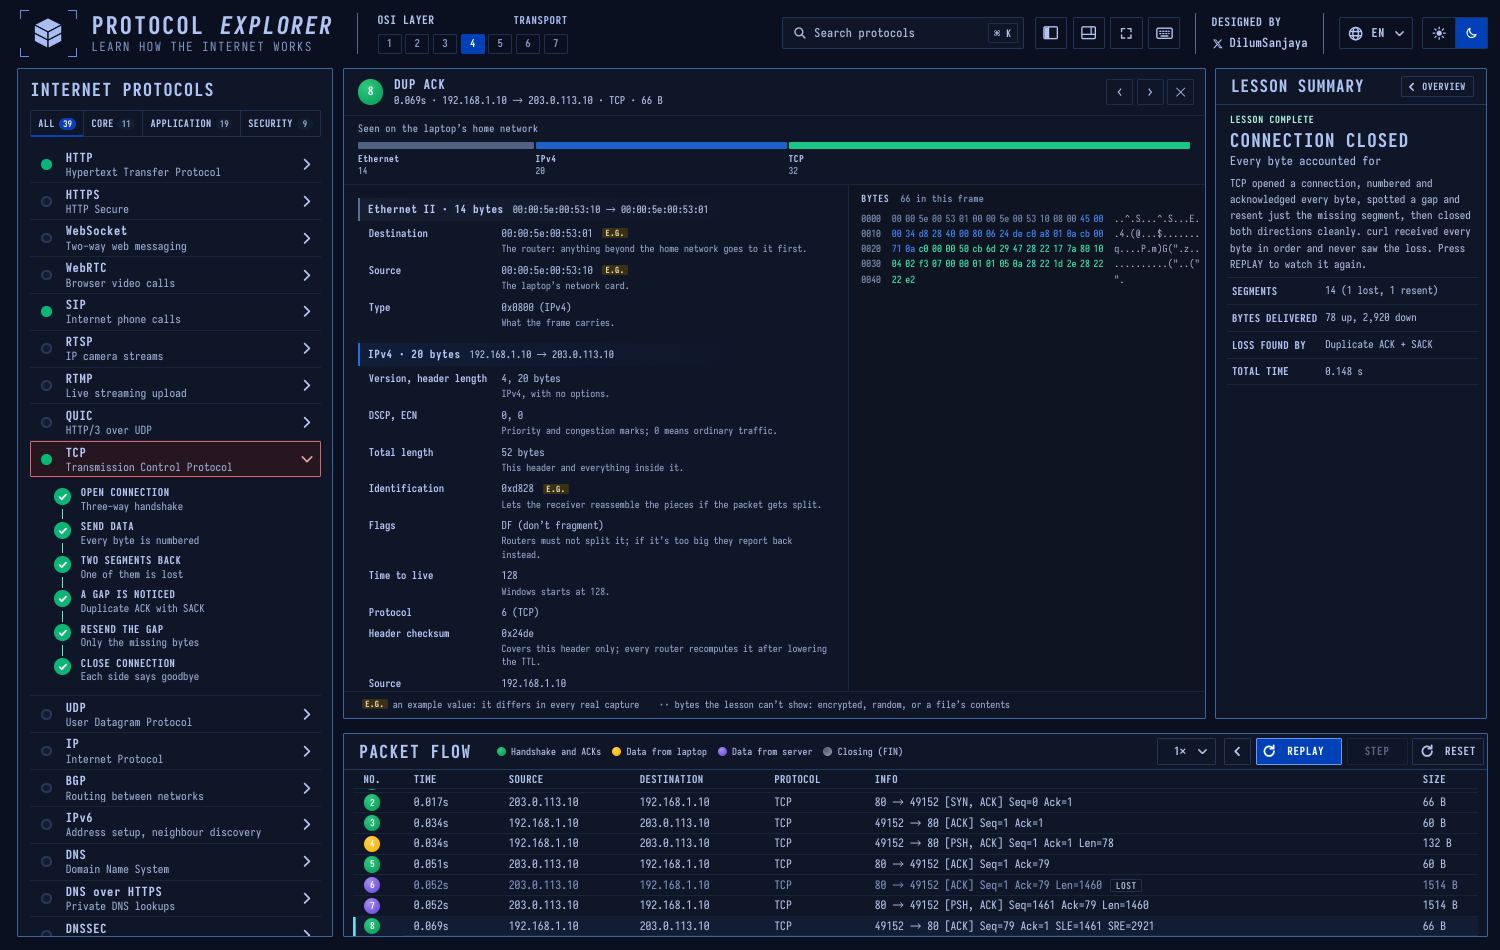 PROTOCOL EXPLORER
LEARN HOW THE INTERNET WORKS
OSI LAYER TRANSPORT
1 2 3 4 5 6 7
Search protocols ⌘ K
DESIGNED BY
DilumSanjaya
EN
INTERNET PROTOCOLS
ALL 39 CORE 11 APPLICATION 19 SECURITY 9
HTTP
Hypertext Transfer Protocol
HTTPS
HTTP Secure
WebSocket
Two-way web messaging
WebRTC
Browser video calls
SIP
Internet phone calls
RTSP
IP camera streams
RTMP
Live streaming upload
QUIC
HTTP/3 over UDP
TCP
Transmission Control Protocol
OPEN CONNECTION
Three-way handshake
SEND DATA
Every byte is numbered
TWO SEGMENTS BACK
One of them is lost
A GAP IS NOTICED
Duplicate ACK with SACK
RESEND THE GAP
Only the missing bytes
CLOSE CONNECTION
Each side says goodbye
UDP
User Datagram Protocol
IP
Internet Protocol
BGP
Routing between networks
IPv6
Address setup, neighbour discovery
DNS
Domain Name System
DNS over HTTPS
Private DNS lookups
DNSSEC
8 DUP ACK
0.069s · 192.168.1.10 → 203.0.113.10 · TCP · 66 B
Seen on the laptop's home network
Ethernet IPv4 TCP
14 20 32
Ethernet II · 14 bytes 00:00:5e:00:53:10 → 00:00:5e:00:53:01
Destination 00:00:5e:00:53:01 E.G.
The router: anything beyond the home network goes to it first.
Source 00:00:5e:00:53:10 E.G.
The laptop's network card.
Type 0x0800 (IPv4)
What the frame carries.
IPv4 · 20 bytes 192.168.1.10 → 203.0.113.10
Version, header length 4, 20 bytes
IPv4, with no options.
DSCP, ECN 0, 0
Priority and congestion marks; 0 means ordinary traffic.
Total length 52 bytes
This header and everything inside it.
Identification 0xd828 E.G.
Lets the receiver reassemble the pieces if the packet gets split.
Flags DF (don't fragment)
Routers must not split it; if it's too big they report back
instead.
Time to live 128
Windows starts at 128.
Protocol 6 (TCP)
Header checksum 0x24de
Covers this header only; every router recomputes it after lowering
the TTL.
Source 192.168.1.10
BYTES 66 in this frame
0000 00 00 5e 00 53 01 00 00 5e 00 53 10 08 00 45 00 ..^.S...^.S...E.
0010 00 34 d8 28 40 00 80 06 24 de c0 a8 01 0a cb 00 .4.(@...$.......
0020 71 0a c0 00 00 50 cb 6d 29 47 28 22 17 7a 80 10 q....P.m)G(".z..
0030 04 02 f3 07 00 00 01 01 05 0a 28 22 1d 2e 28 22 ..........("..("
0040 22 e2 ".
E.G. an example value: it differs in every real capture ·· bytes the lesson can't show: encrypted, random, or a file's contents
LESSON SUMMARY OVERVIEW
LESSON COMPLETE
CONNECTION CLOSED
Every byte accounted for
TCP opened a connection, numbered and
acknowledged every byte, spotted a gap and
resent just the missing segment, then closed
both directions cleanly. curl received every
byte in order and never saw the loss. Press
REPLAY to watch it again.
SEGMENTS 14 (1 lost, 1 resent)
BYTES DELIVERED 78 up, 2,920 down
LOSS FOUND BY Duplicate ACK + SACK
TOTAL TIME 0.148 s
PACKET FLOW Handshake and ACKs Data from laptop Data from server Closing (FIN) 1× REPLAY STEP RESET
NO. TIME SOURCE DESTINATION PROTOCOL INFO SIZE
2 0.017s 203.0.113.10 192.168.1.10 TCP 80 → 49152 [SYN, ACK] Seq=0 Ack=1 66 B
3 0.034s 192.168.1.10 203.0.113.10 TCP 49152 → 80 [ACK] Seq=1 Ack=1 60 B
4 0.034s 192.168.1.10 203.0.113.10 TCP 49152 → 80 [PSH, ACK] Seq=1 Ack=1 Len=78 132 B
5 0.051s 203.0.113.10 192.168.1.10 TCP 80 → 49152 [ACK] Seq=1 Ack=79 60 B
6 0.052s 203.0.113.10 192.168.1.10 TCP 80 → 49152 [ACK] Seq=1 Ack=79 Len=1460 LOST 1514 B
7 0.052s 203.0.113.10 192.168.1.10 TCP 80 → 49152 [PSH, ACK] Seq=1461 Ack=79 Len=1460 1514 B
8 0.069s 192.168.1.10 203.0.113.10 TCP 49152 → 80 [ACK] Seq=79 Ack=1 SLE=1461 SRE=2921 66 B